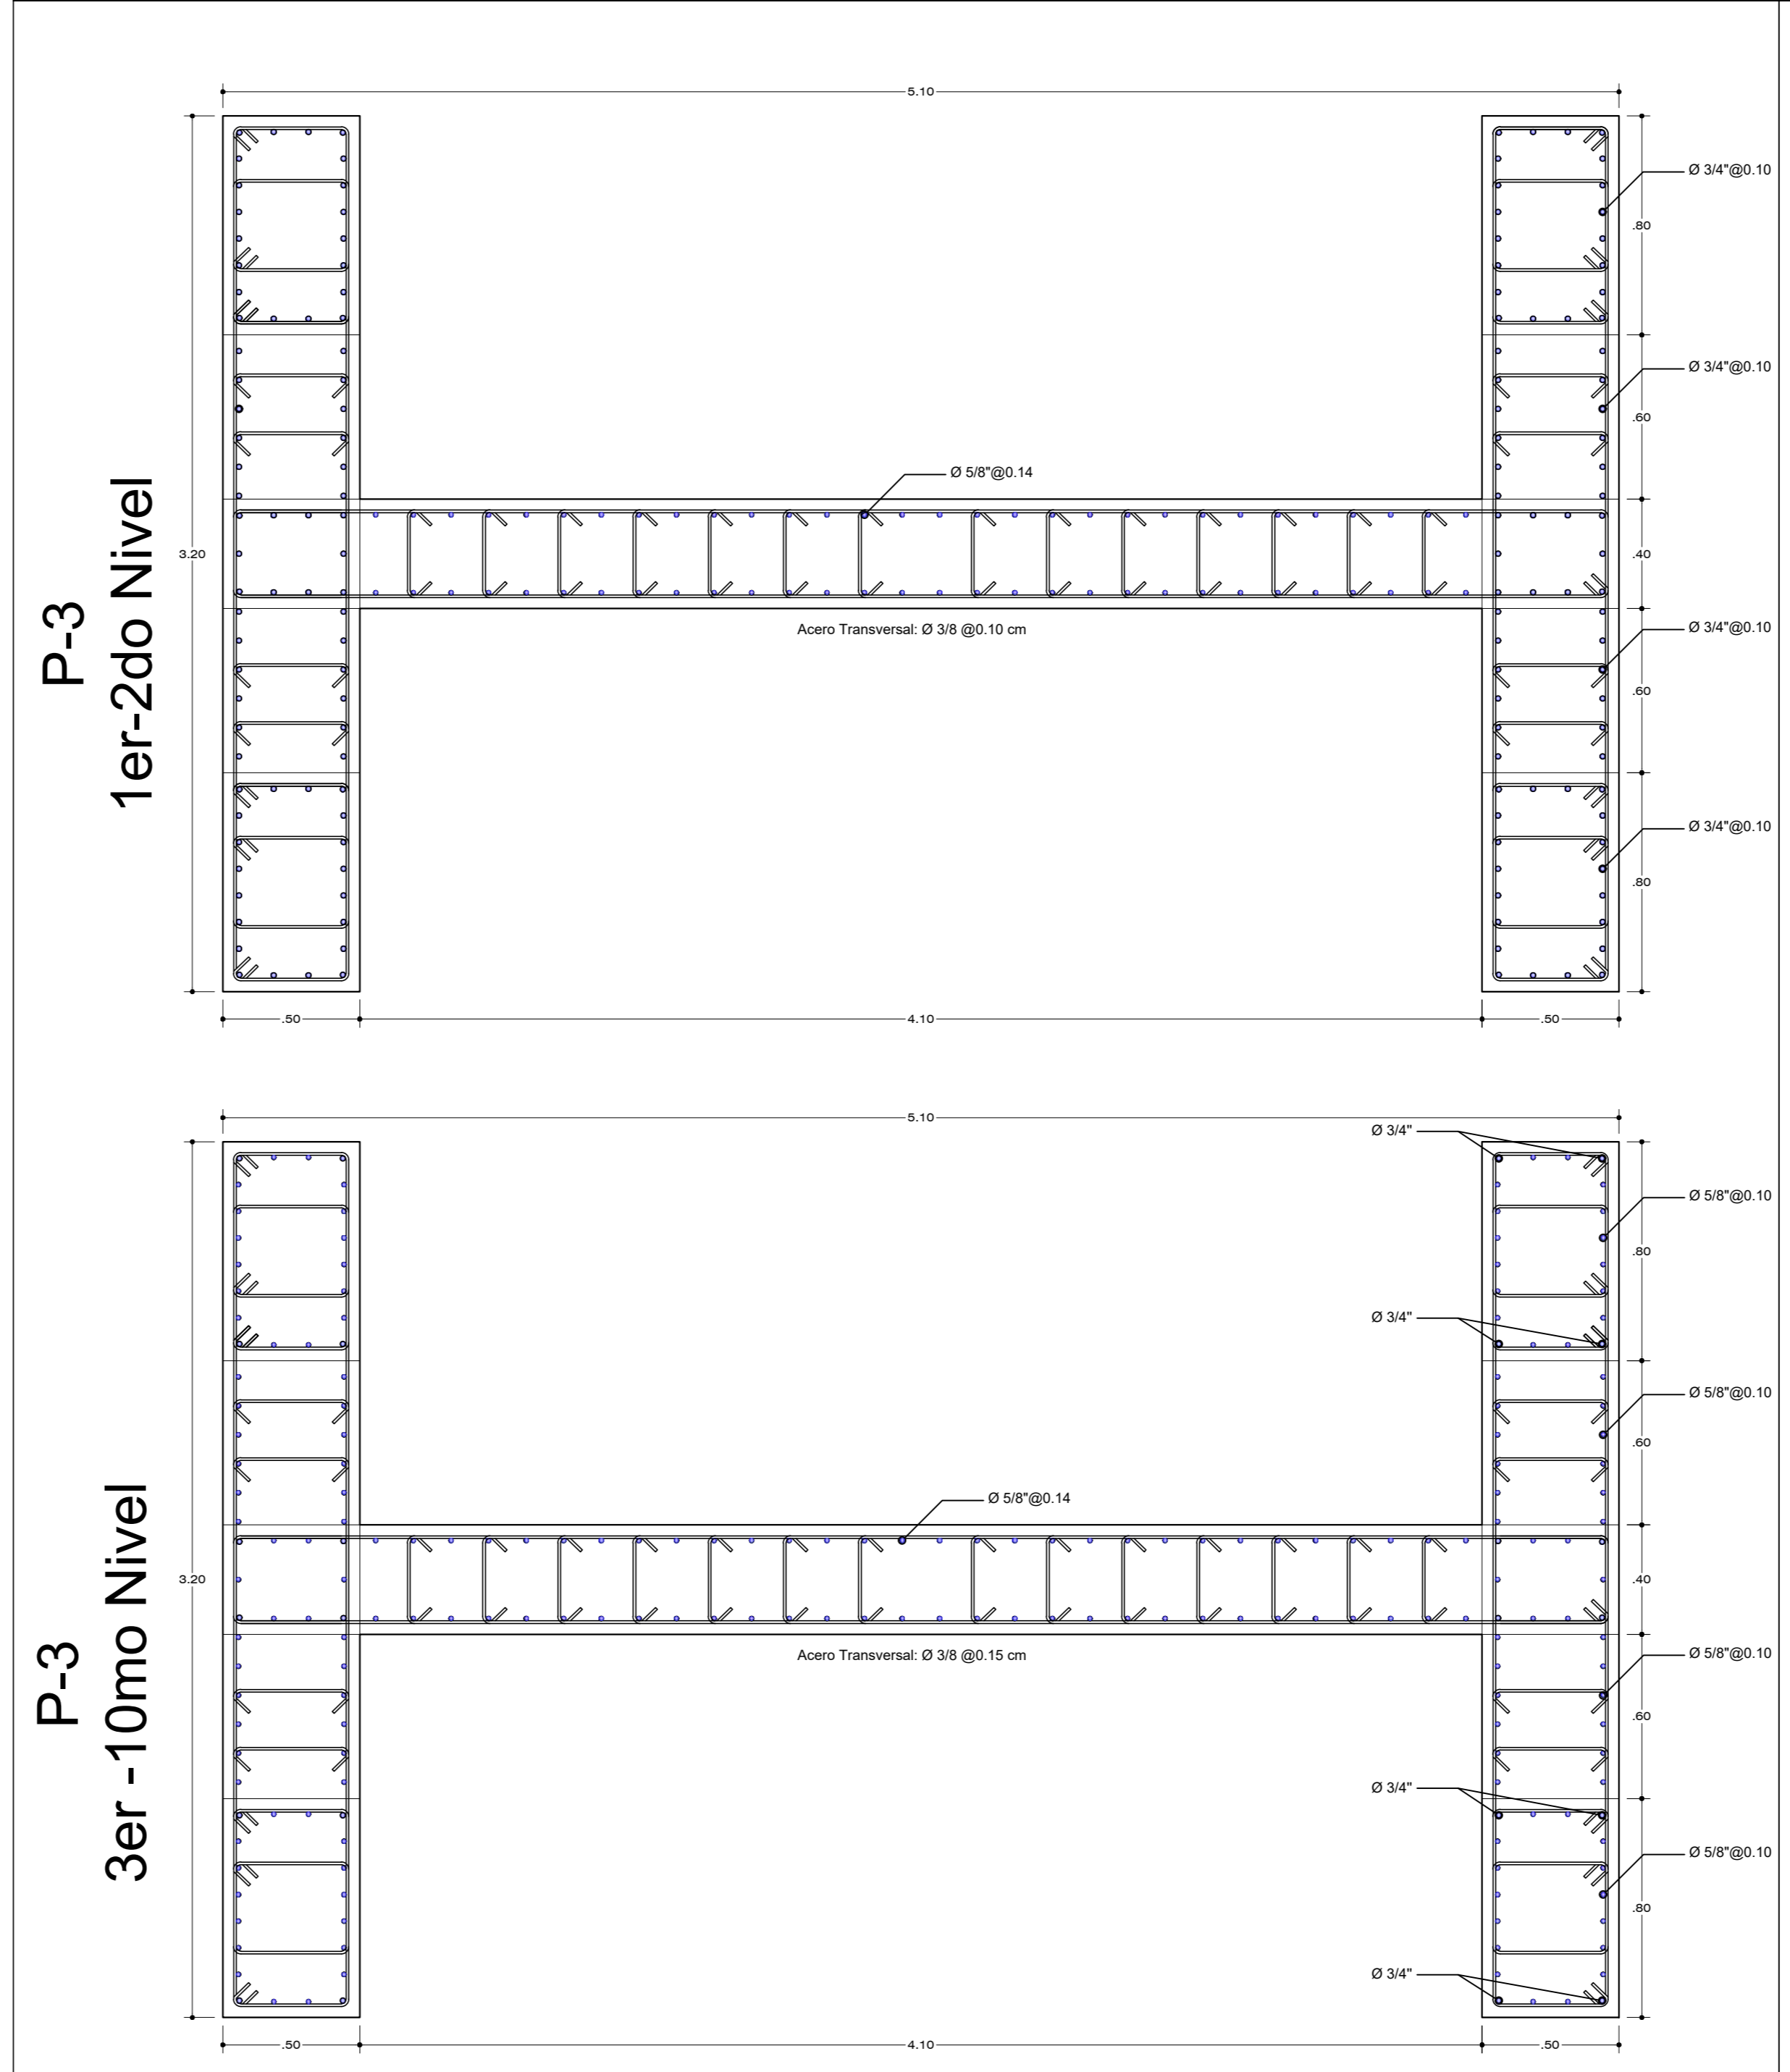 P-3
1er-2do Nivel
5.10
Ø 3/4"@0.10
.80
Ø 3/4"@0.10
.60
Ø 5/8"@0.14
3.20
.40
Acero Transversal: Ø 3/8 @0.10 cm
Ø 3/4"@0.10
.60
Ø 3/4"@0.10
.80
.50
4.10
.50
P-3
3er -10mo Nivel
5.10
Ø 3/4"
Ø 5/8"@0.10
.80
Ø 3/4"
Ø 5/8"@0.10
.60
Ø 5/8"@0.14
3.20
.40
Acero Transversal: Ø 3/8 @0.15 cm
Ø 5/8"@0.10
.60
Ø 3/4"
Ø 5/8"@0.10
.80
Ø 3/4"
.50
4.10
.50